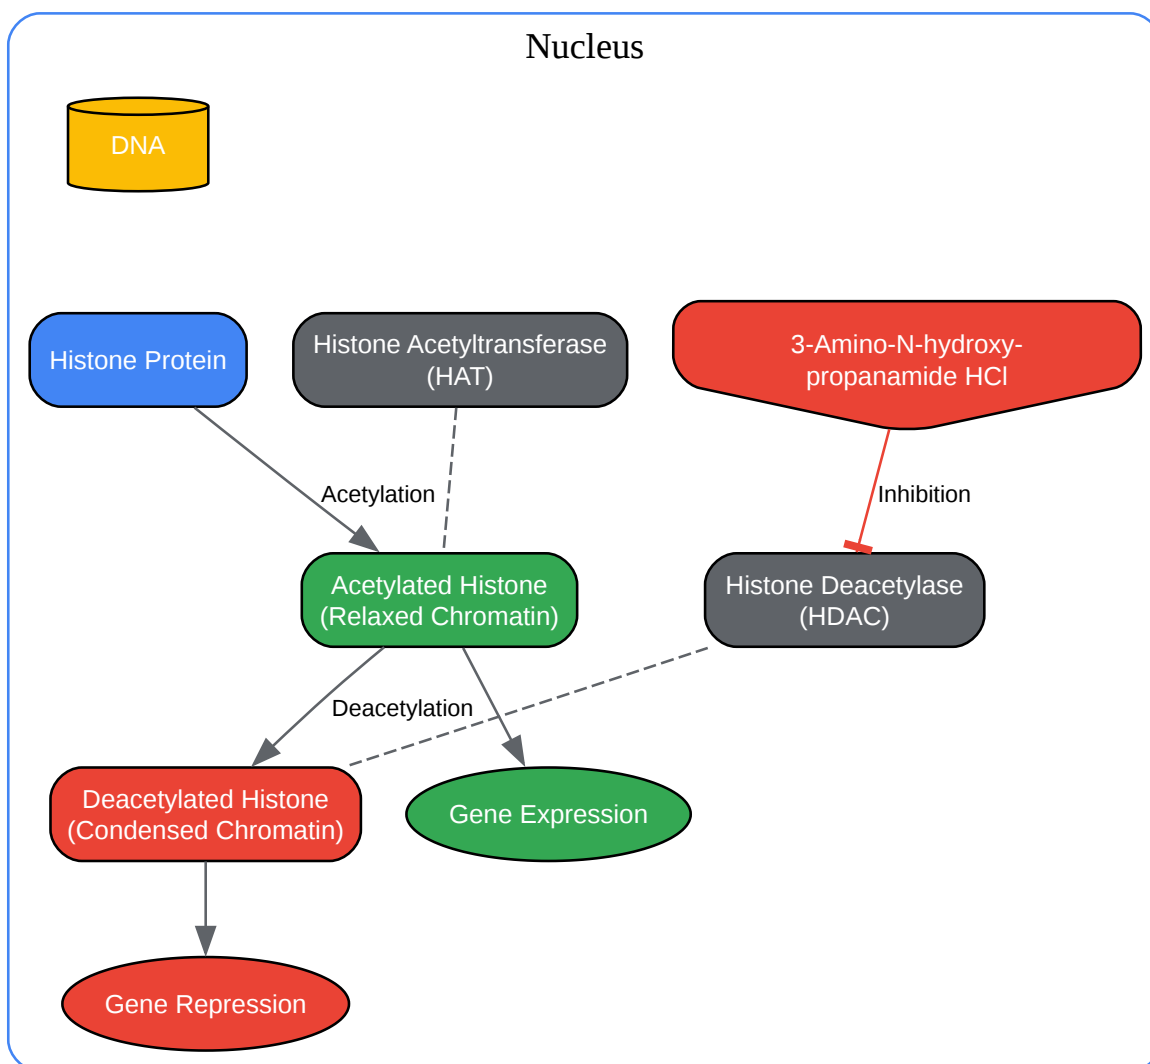 Nucleus
DNA
Histone Protein
Histone Acetyltransferase
(HAT)
3-Amino-N-hydroxy-
propanamide HCl
Acetylation
Inhibition
Acetylated Histone
(Relaxed Chromatin)
Histone Deacetylase
(HDAC)
Deacetylation
Deacetylated Histone
(Condensed Chromatin)
Gene Expression
Gene Repression